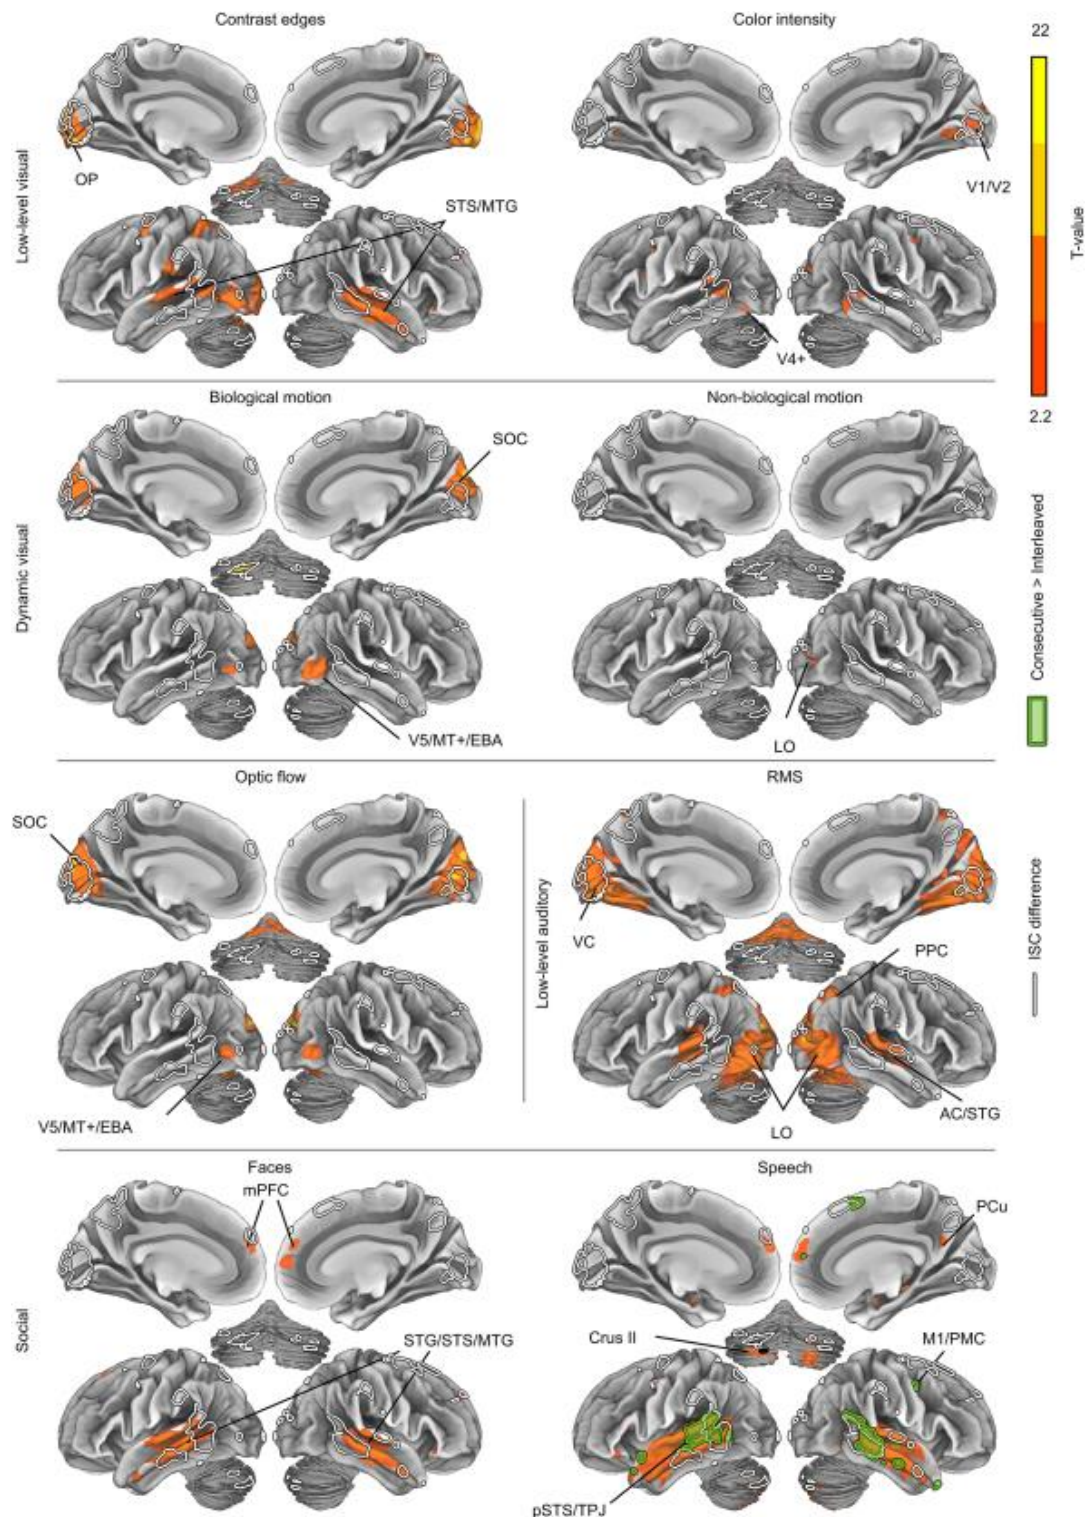 Contrast edges
Color intensity
22
OP
V1/V2
STS/MTG
Low-level visual
T-value
V4+
2.2
Biological motion
Non-biological motion
SOC
Dynamic visual
Consecutive > Interleaved
V5/MT+/EBA
LO
Optic flow
RMS
SOC
VC
PPC
Low-level auditory
ISC difference
V5/MT+/EBA
AC/STG
LO
Faces
Speech
mPFC
PCu
Social
STG/STS/MTG
Crus II
M1/PMC
pSTS/TPJ